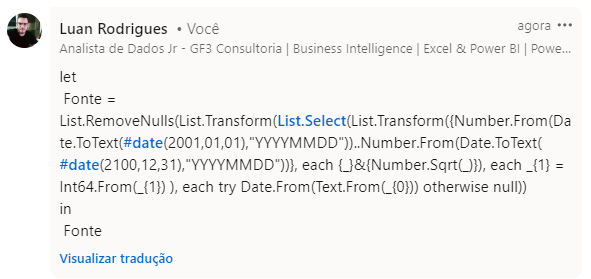 Luan Rodrigues • Você
agora •••
Analista de Dados Jr - GF3 Consultoria | Business Intelligence | Excel & Power BI | Powe...
let
Fonte =
List.RemoveNulls(List.Transform(List.Select(List.Transform({Number.From(Da
te.ToText(#date(2001,01,01),"YYYYMMDD"))..Number.From(Date.ToText(
#date(2100,12,31),"YYYYMMDD"))}, each {_}&{Number.Sqrt(_)}), each _{1} =
Int64.From(_{1}) ), each try Date.From(Text.From(_{0})) otherwise null))
in
Fonte
Visualizar tradução